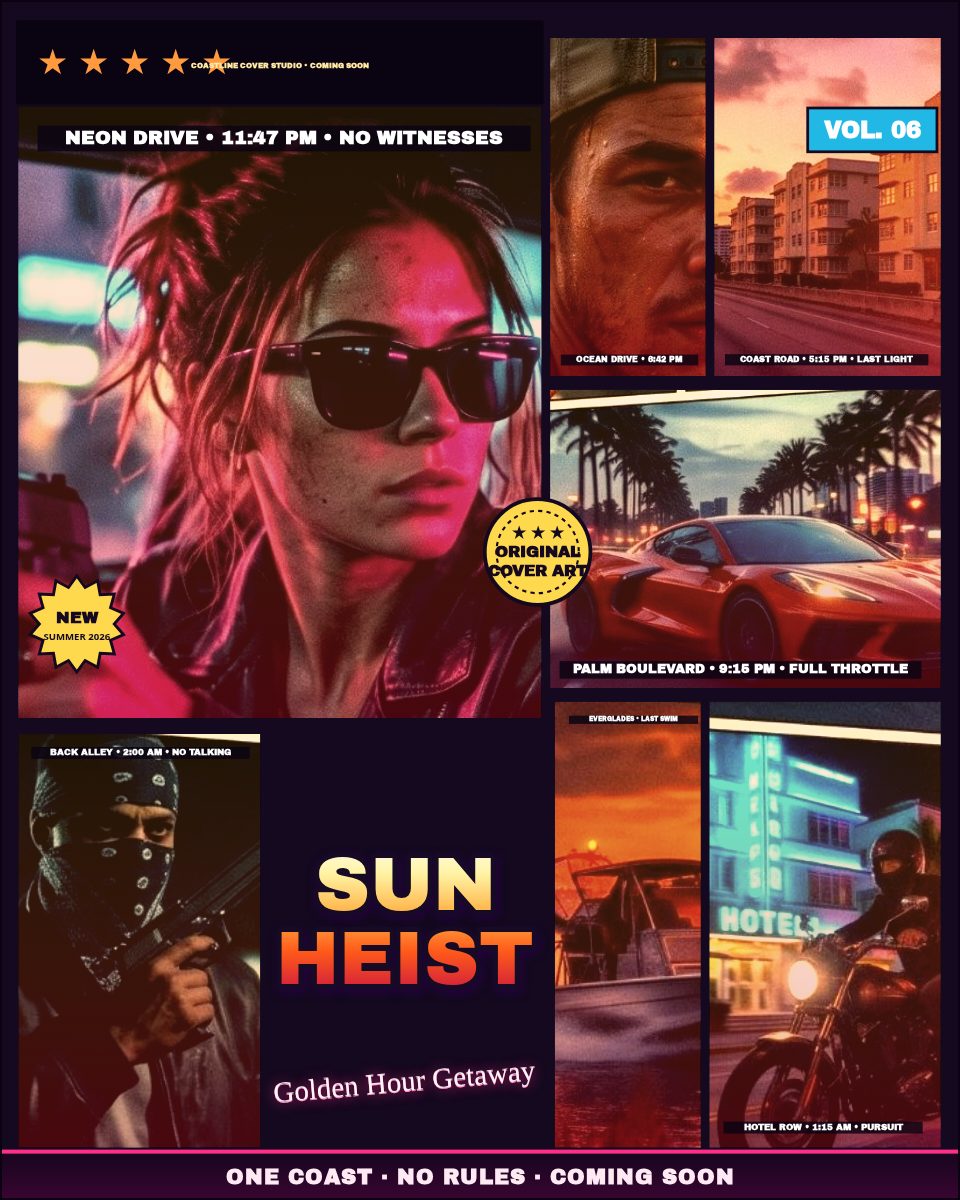 COASTLINE COVER STUDIO • COMING SOON
NEON DRIVE • 11:47 PM • NO WITNESSES
VOL. 06
OCEAN DRIVE • 6:42 PM
COAST ROAD • 5:15 PM • LAST LIGHT
ORIGINAL
COVER ART
NEW
SUMMER 2026
PALM BOULEVARD • 9:15 PM • FULL THROTTLE
EVERGLADES • LAST SWIM
BACK ALLEY • 2:00 AM • NO TALKING
SUN
HEIST
Golden Hour Getaway
HOTEL
HOTEL ROW • 1:15 AM • PURSUIT
ONE COAST · NO RULES · COMING SOON